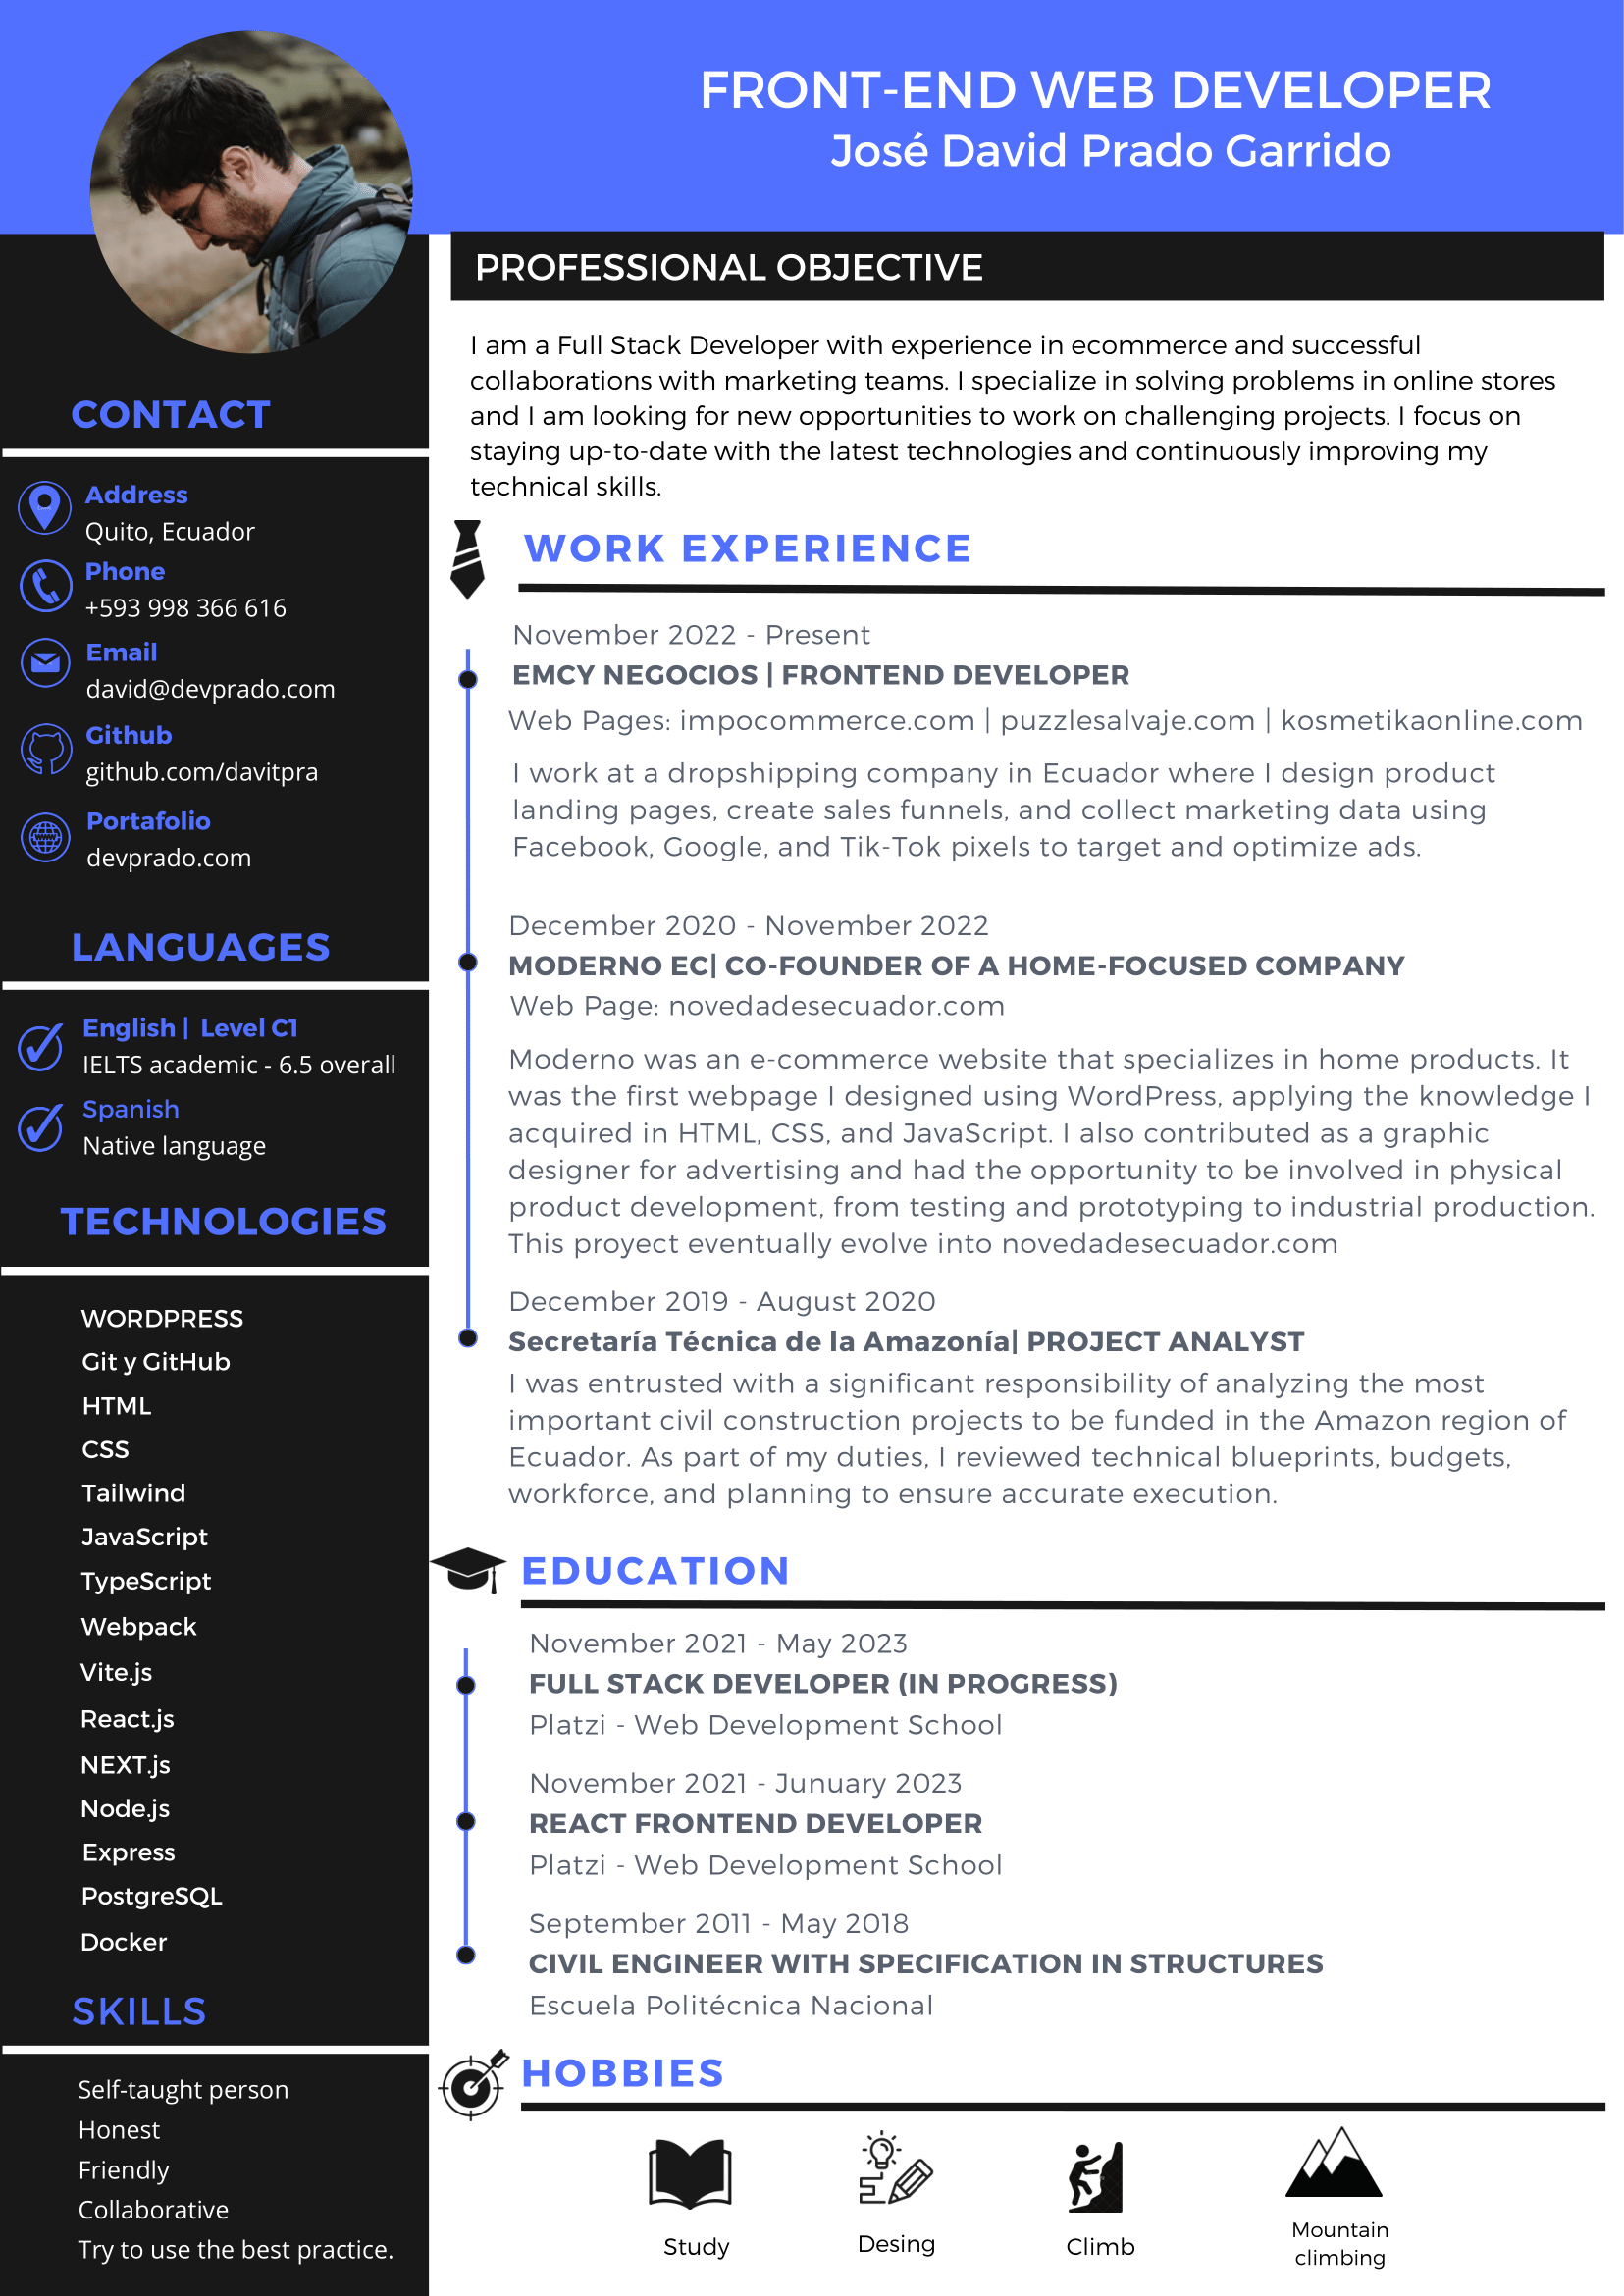 FRONT-END WEB DEVELOPER
José David Prado Garrido
CONTACT
Address
Quito, Ecuador
Phone
+593 998 366 616
Email
david@devprado.com
Github
github.com/davitpra
Portafolio
devprado.com
LANGUAGES
English | Level C1
IELTS academic - 6.5 overall
Spanish
Native language
TECHNOLOGIES
WORDPRESS
Git y GitHub
HTML
CSS
Tailwind
JavaScript
TypeScript
Webpack
Vite.js
React.js
NEXT.js
Node.js
Express
PostgreSQL
Docker
SKILLS
Self-taught person
Honest
Friendly
Collaborative
Try to use the best practice.
PROFESSIONAL OBJECTIVE
I am a Full Stack Developer with experience in ecommerce and successful
collaborations with marketing teams. I specialize in solving problems in online stores
and I am looking for new opportunities to work on challenging projects. I focus on
staying up-to-date with the latest technologies and continuously improving my
technical skills.
WORK EXPERIENCE
November 2022 - Present
EMCY NEGOCIOS | FRONTEND DEVELOPER
Web Pages: impocommerce.com | puzzlesalvaje.com | kosmetikaonline.com
I work at a dropshipping company in Ecuador where I design product
landing pages, create sales funnels, and collect marketing data using
Facebook, Google, and Tik-Tok pixels to target and optimize ads.
December 2020 - November 2022
MODERNO EC| CO-FOUNDER OF A HOME-FOCUSED COMPANY
Web Page: novedadesecuador.com
Moderno was an e-commerce website that specializes in home products. It
was the first webpage I designed using WordPress, applying the knowledge I
acquired in HTML, CSS, and JavaScript. I also contributed as a graphic
designer for advertising and had the opportunity to be involved in physical
product development, from testing and prototyping to industrial production.
This proyect eventually evolve into novedadesecuador.com
December 2019 - August 2020
Secretaría Técnica de la Amazonía| PROJECT ANALYST
I was entrusted with a significant responsibility of analyzing the most
important civil construction projects to be funded in the Amazon region of
Ecuador. As part of my duties, I reviewed technical blueprints, budgets,
workforce, and planning to ensure accurate execution.
EDUCATION
November 2021 - May 2023
FULL STACK DEVELOPER (IN PROGRESS)
Platzi - Web Development School
November 2021 - Junuary 2023
REACT FRONTEND DEVELOPER
Platzi - Web Development School
September 2011 - May 2018
CIVIL ENGINEER WITH SPECIFICATION IN STRUCTURES
Escuela Politécnica Nacional
HOBBIES
Study
Desing
Climb
Mountain
climbing